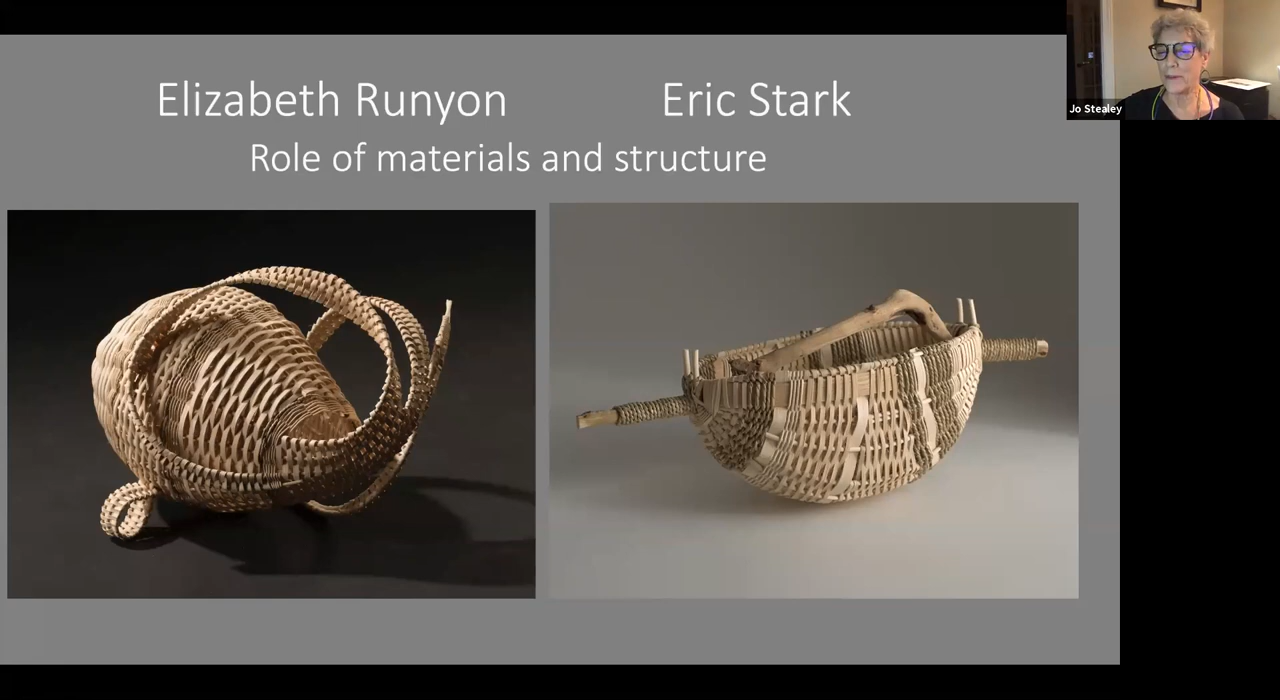 Elizabeth Runyon Eric Stark
Role of materials and structure
Jo Stealey